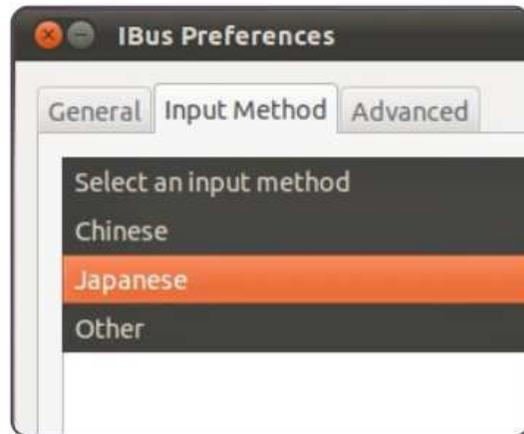 IBus Preferences
General Input Method Advanced
Select an input method
Chinese
Japanese
Other